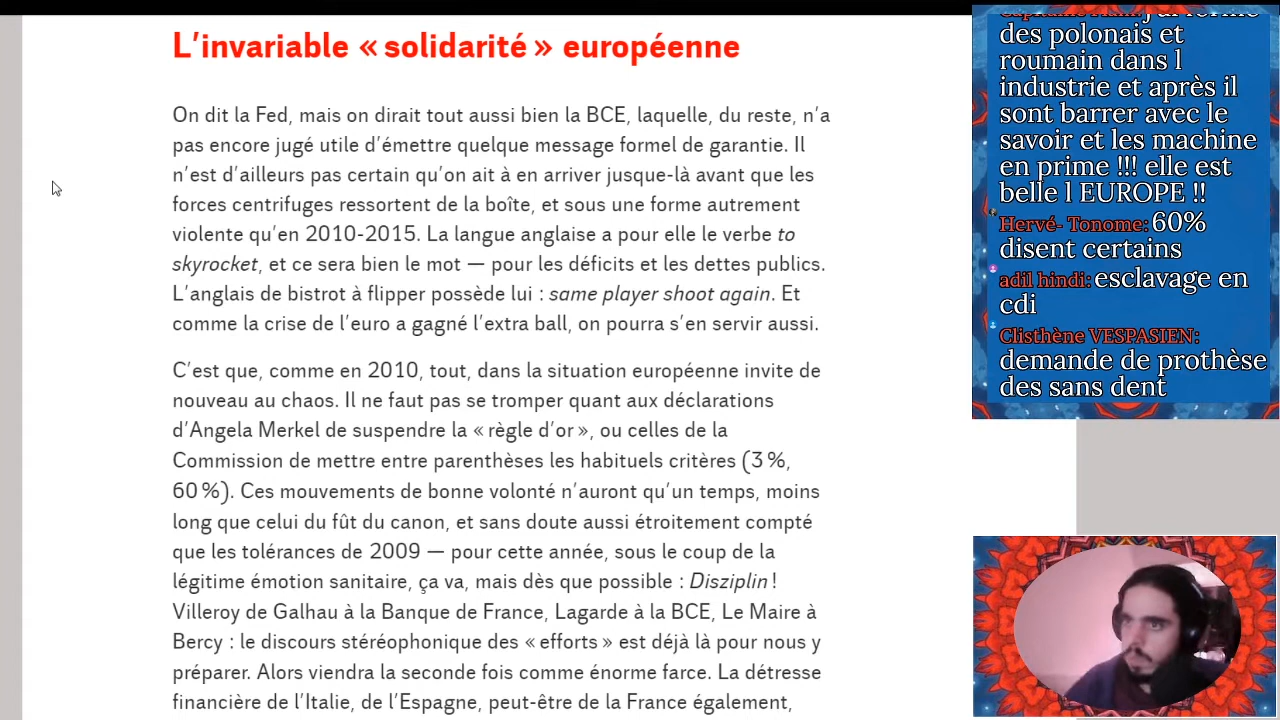 L'invariable « solidarité » européenne
On dit la Fed, mais on dirait tout aussi bien la BCE, laquelle, du reste, n'a
pas encore jugé utile d'émettre quelque message formel de garantie. Il
n'est d'ailleurs pas certain qu'on ait à en arriver jusque-là avant que les
forces centrifuges ressortent de la boîte, et sous une forme autrement
violente qu'en 2010-2015. La langue anglaise a pour elle le verbe to
skyrocket, et ce sera bien le mot — pour les déficits et les dettes publics.
L'anglais de bistrot à flipper possède lui : same player shoot again. Et
comme la crise de l'euro a gagné l'extra ball, on pourra s'en servir aussi.
C'est que, comme en 2010, tout, dans la situation européenne invite de
nouveau au chaos. Il ne faut pas se tromper quant aux déclarations
d'Angela Merkel de suspendre la « règle d'or », ou celles de la
Commission de mettre entre parenthèses les habituels critères (3 %,
60 %). Ces mouvements de bonne volonté n'auront qu'un temps, moins
long que celui du fût du canon, et sans doute aussi étroitement compté
que les tolérances de 2009 — pour cette année, sous le coup de la
légitime émotion sanitaire, ça va, mais dès que possible : Disziplin !
Villeroy de Galhau à la Banque de France, Lagarde à la BCE, Le Maire à
Bercy : le discours stéréophonique des « efforts » est déjà là pour nous y
préparer. Alors viendra la seconde fois comme énorme farce. La détresse
financière de l'Italie, de l'Espagne, peut-être de la France également,
des polonais et
roumain dans l
industrie et après il
sont barrer avec le
savoir et les machine
en prime !!! elle est
belle l EUROPE !!
Hervé- Tonome: 60%
disent certains
adil hindi: esclavage en
cdi
Clisthène VESPASIEN:
demande de prothèse
des sans dent